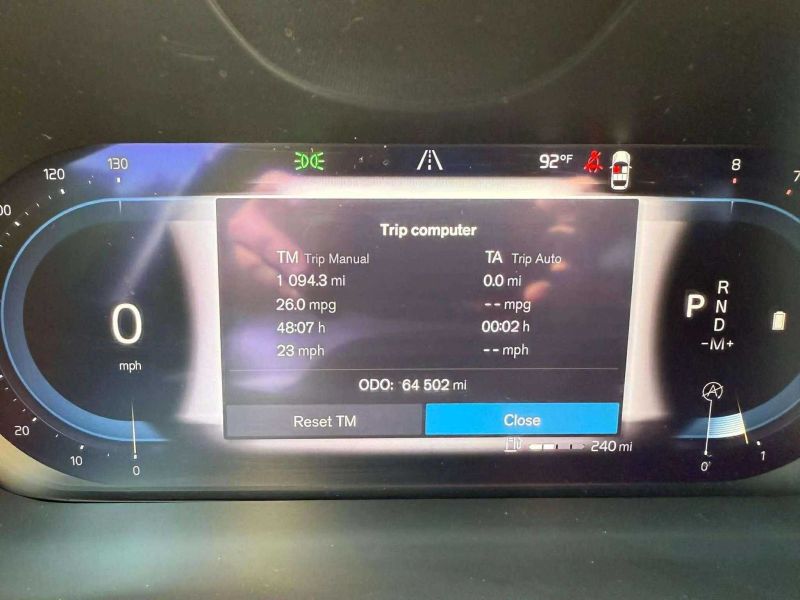 120
130
92°F
8
7
00
Trip computer
TM Trip Manual
TA Trip Auto
1 094.3 mi
0.0 mi
26.0 mpg
-- mpg
48:07 h
00:02 h
23 mph
-- mph
ODO: 64 502 mi
Reset TM
Close
0
mph
P
R
N
D
-M+
A
20
10
0
240 mi
0
1